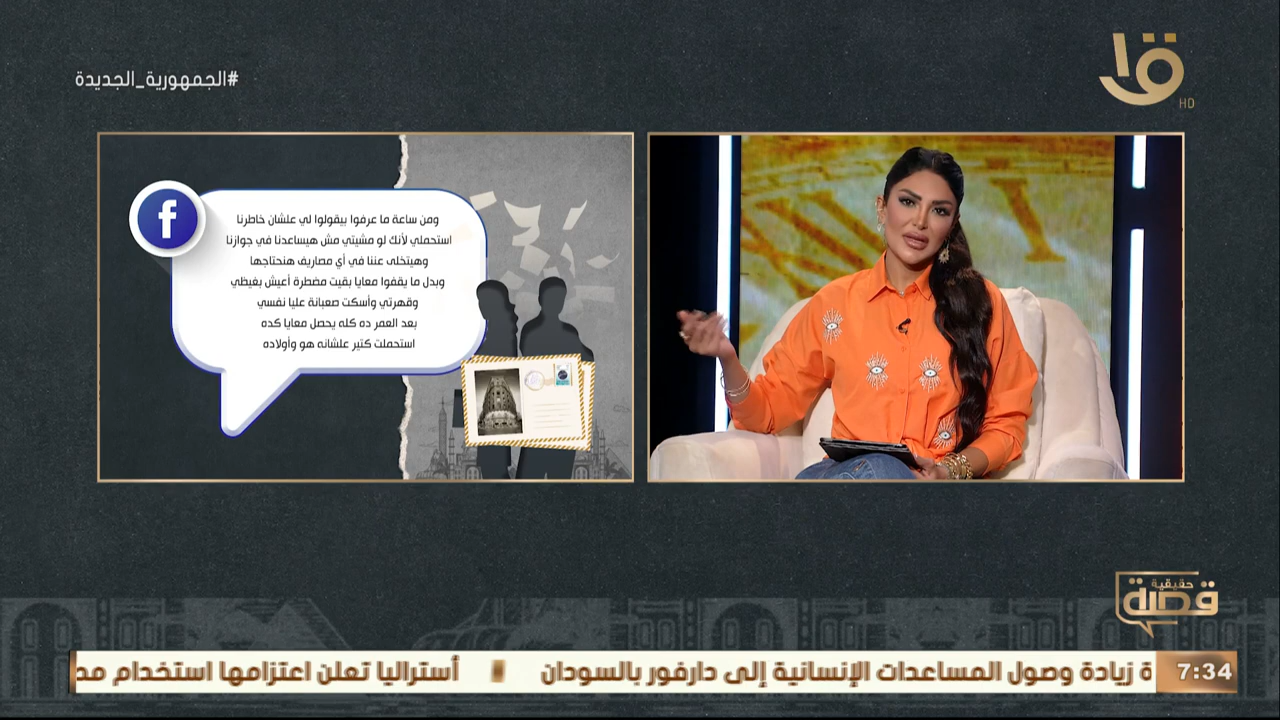 #الجمهورية_الجديدة
HD
ومن ساعة ما عرفوا بيقولوا لي علشان خاطرنا
استحملي لأنك لو مشيتي مش هيساعدنا في جوازنا
وهيتخلى عننا في أي مصاريف هنحتاجها
وبدل ما يقفوا معايا بقيت مضطرة أعيش بغيظي
وقهرتي وأسكت صعبانة عليا نفسي
بعد العمر ده كله يحصل معايا كده
استحملت كتير علشانه هو وأولاده
قصة حقيقية
7:34 ة زيادة وصول المساعدات الإنسانية إلى دارفور بالسودان أستراليا تعلن اعتزامها استخدام